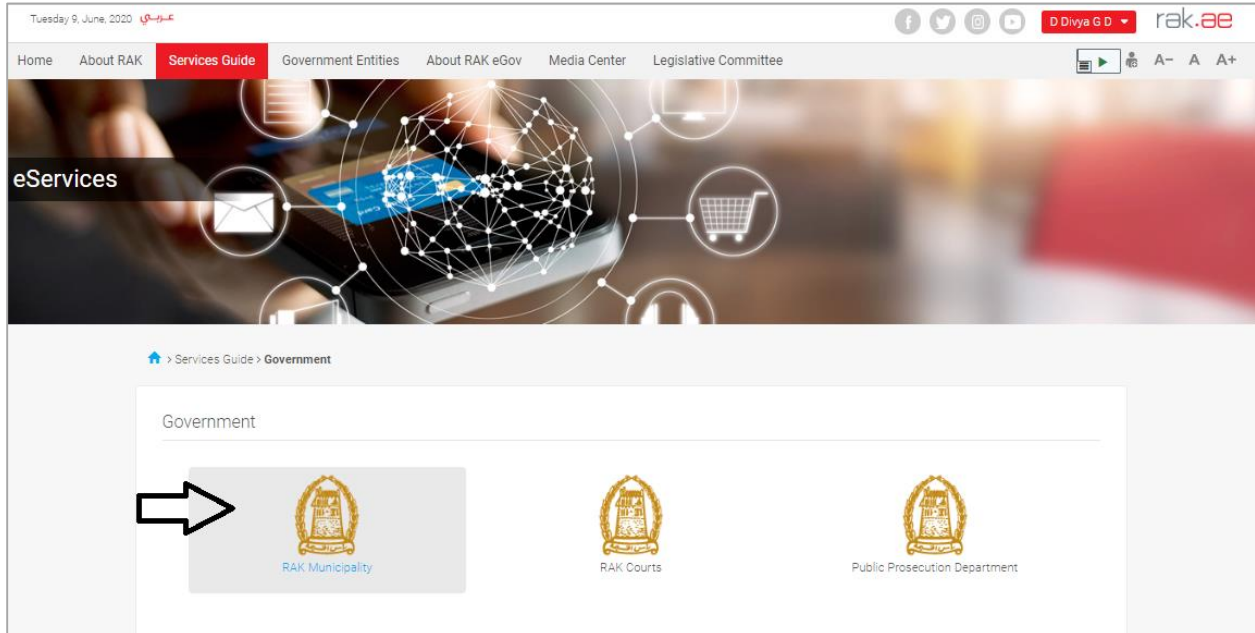 Tuesday 9, June, 2020 عربي
D Divya G D
rak.ae
Home About RAK Services Guide Government Entities About RAK eGov Media Center Legislative Committee A- A A+
eServices
> Services Guide > Government
Government
RAK Municipality RAK Courts Public Prosecution Department